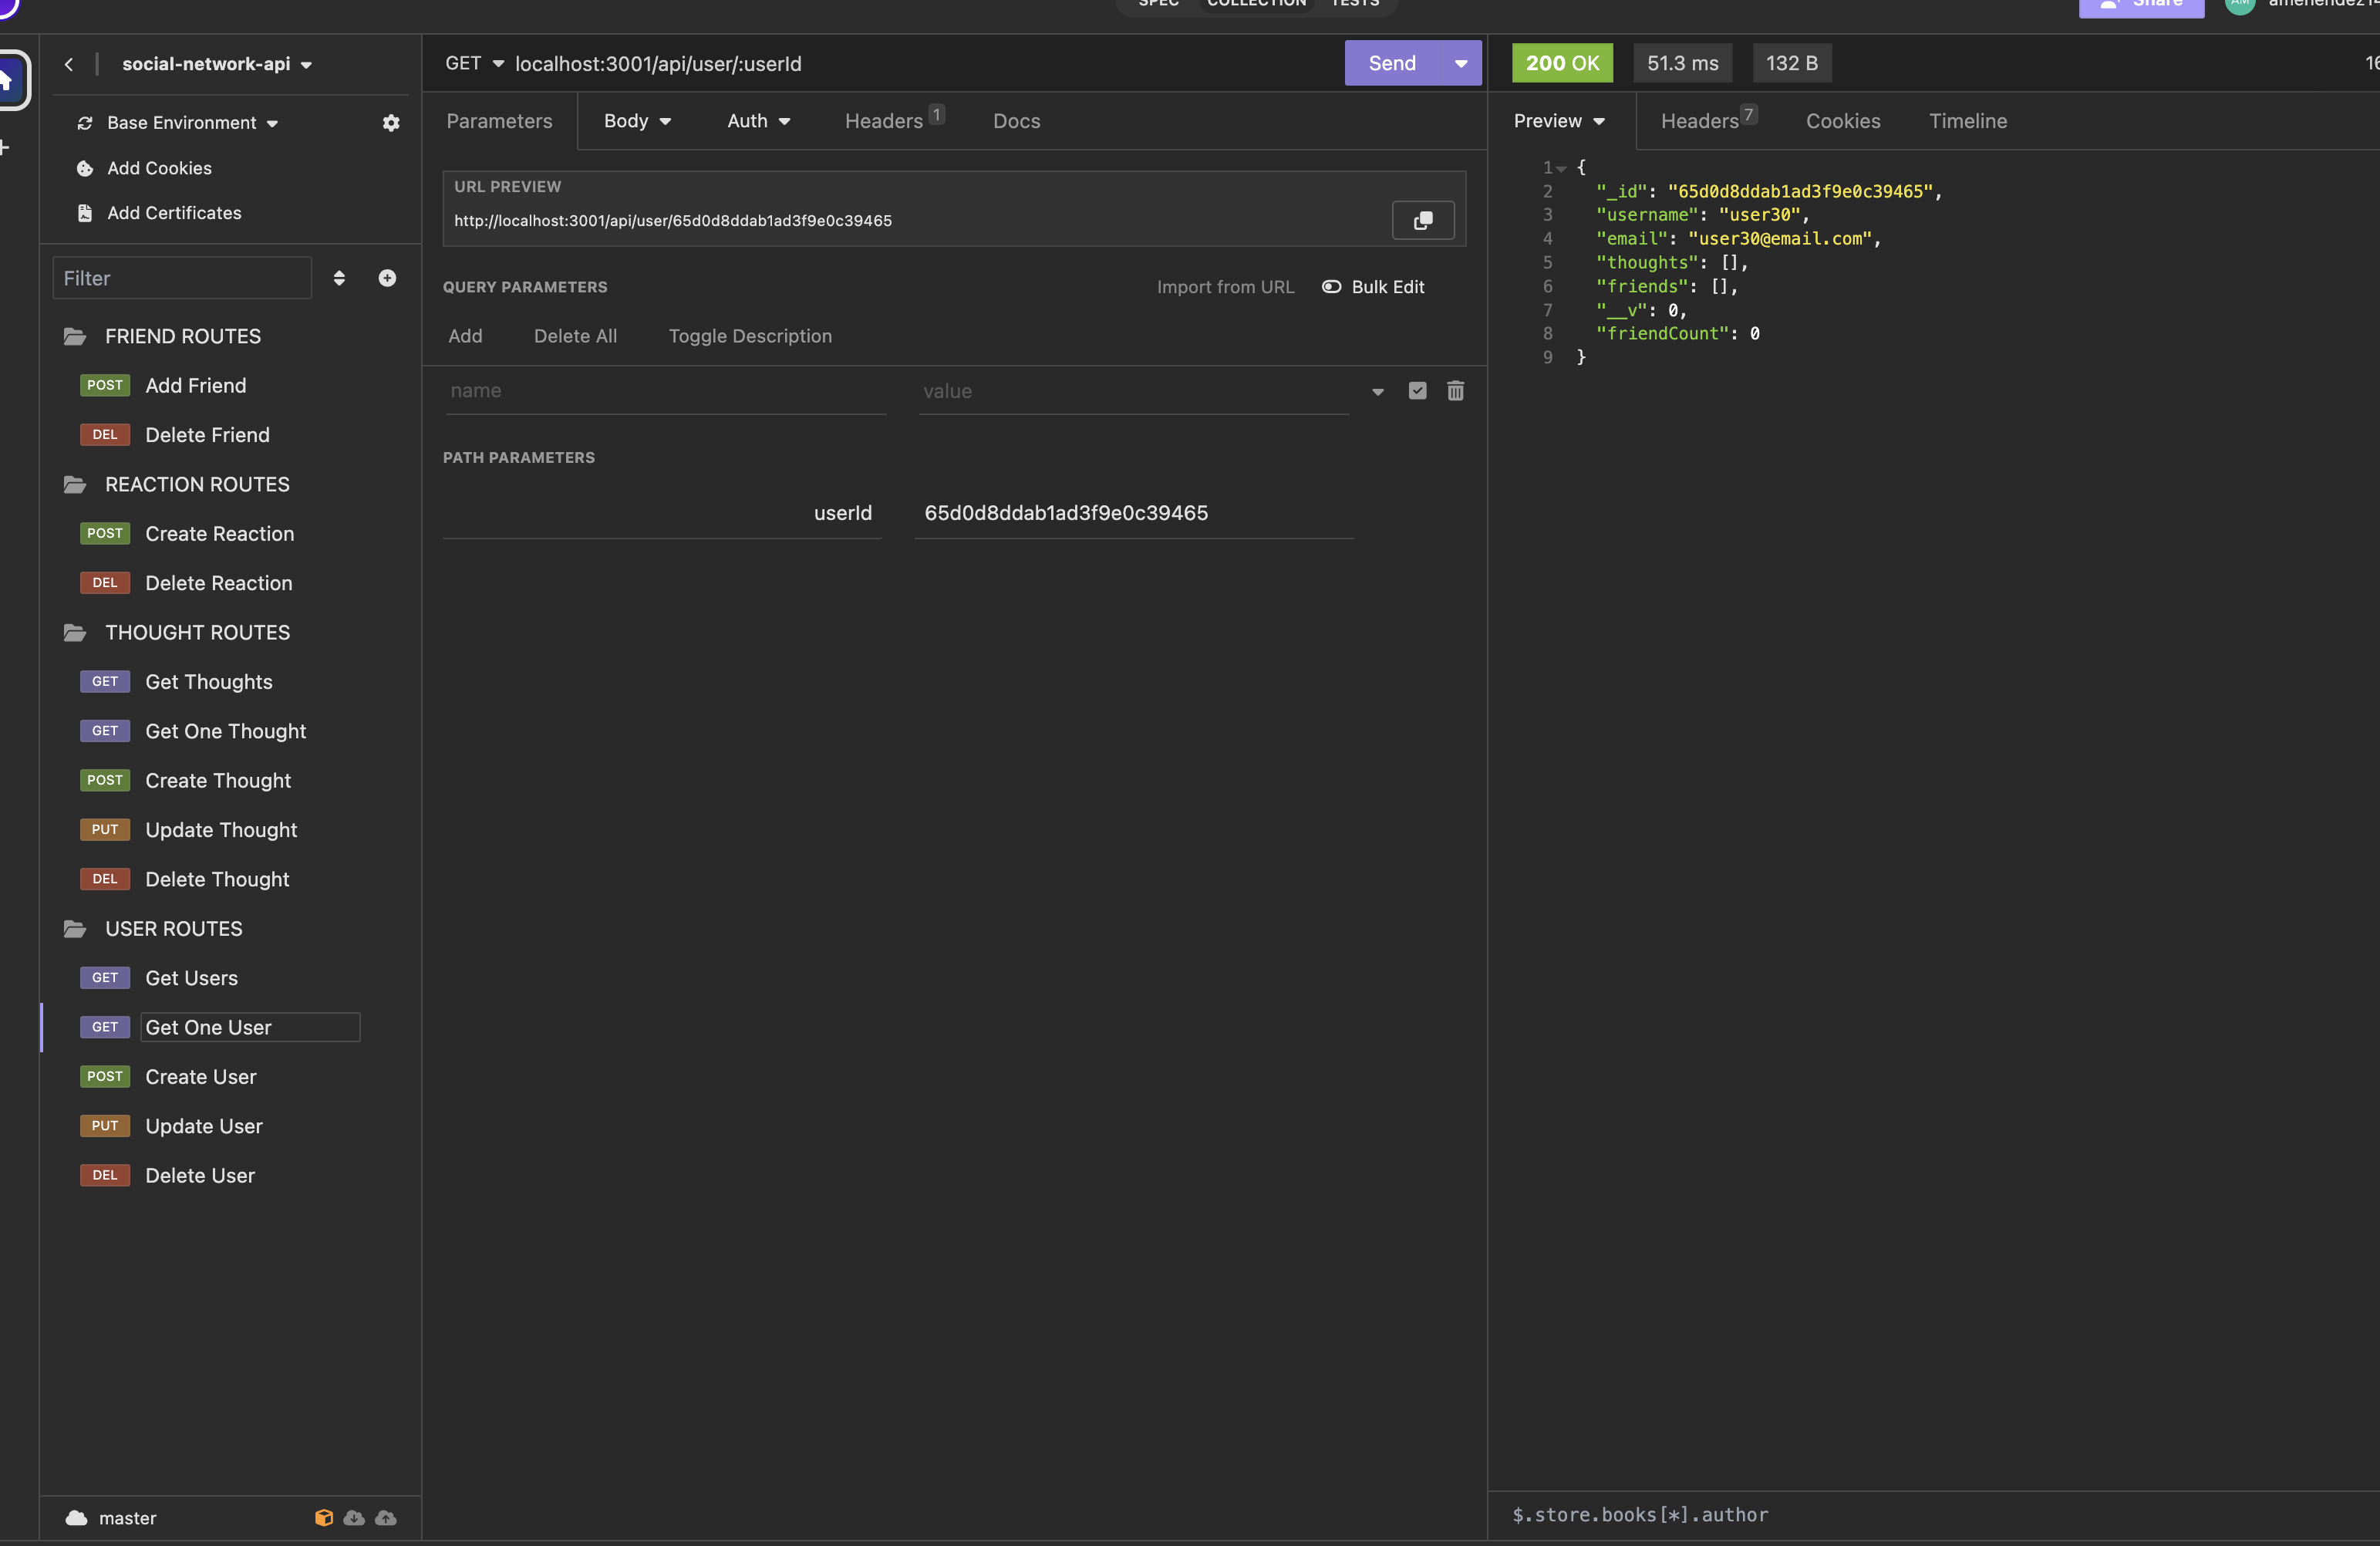 SPEC COLLECTION TESTS
Share
AM
social-network-api
Base Environment
Add Cookies
Add Certificates
Filter
FRIEND ROUTES
POST Add Friend
DEL Delete Friend
REACTION ROUTES
POST Create Reaction
DEL Delete Reaction
THOUGHT ROUTES
GET Get Thoughts
GET Get One Thought
POST Create Thought
PUT Update Thought
DEL Delete Thought
USER ROUTES
GET Get Users
GET Get One User
POST Create User
PUT Update User
DEL Delete User
master
GET localhost:3001/api/user/:userId
Send
Parameters Body Auth Headers 1 Docs
URL PREVIEW
http://localhost:3001/api/user/65d0d8ddab1ad3f9e0c39465
QUERY PARAMETERS Import from URL Bulk Edit
Add Delete All Toggle Description
name value
PATH PARAMETERS
userId 65d0d8ddab1ad3f9e0c39465
200 OK 51.3 ms 132 B
Preview Headers 7 Cookies Timeline
1 {
2 "_id": "65d0d8ddab1ad3f9e0c39465",
3 "username": "user30",
4 "email": "user30@email.com",
5 "thoughts": [],
6 "friends": [],
7 "__v": 0,
8 "friendCount": 0
9 }
$.store.books[*].author